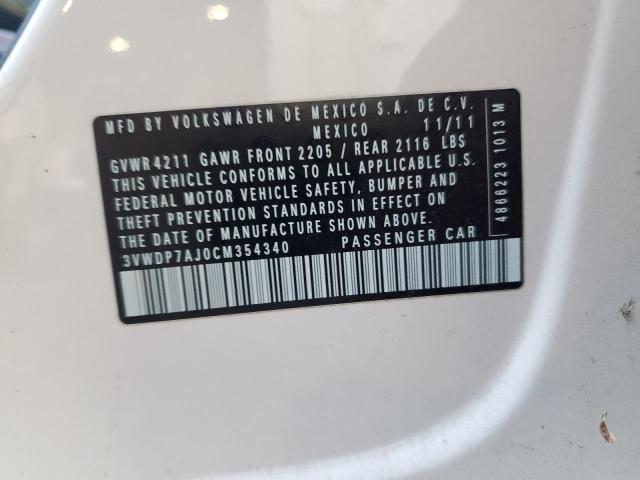 MFD BY VOLKSWAGEN DE MEXICO S.A. DE C.V.
MEXICO 11/11
GVWR 4211 GAWR FRONT 2205 / REAR 2116 LBS
THIS VEHICLE CONFORMS TO ALL APPLICABLE U.S.
FEDERAL MOTOR VEHICLE SAFETY, BUMPER AND
THEFT PREVENTION STANDARDS IN EFFECT ON
THE DATE OF MANUFACTURE SHOWN ABOVE.
3VWDP7AJ0CM354340 PASSENGER CAR
4866223 1013 M